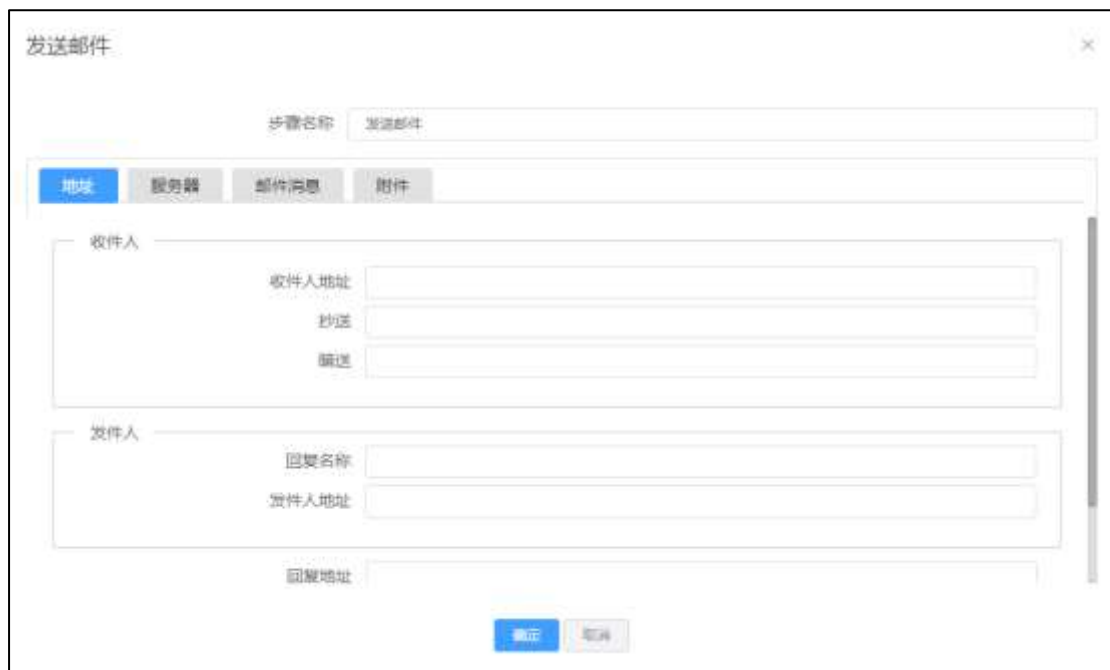 发送邮件
步骤名称 发送邮件
地址 服务器 邮件消息 附件
收件人
收件人地址
抄送
暗送
发件人
回复名称
发件人地址
回复地址
确定 取消